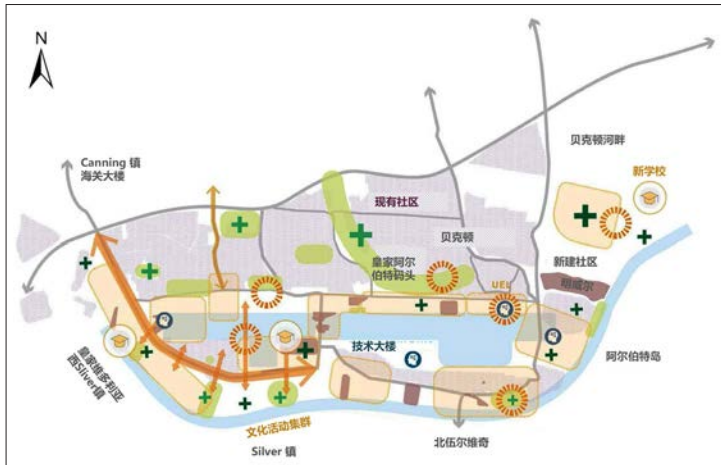 N
贝克顿河畔
Canning 镇
海关大楼
新学校
现有社区
贝克顿
皇家阿尔
伯特码头
新建社区
UEL
技术大楼
阿尔伯特岛
皇家维多利亚
西Sliver镇
文化活动集群
北伍尔维奇
Silver 镇